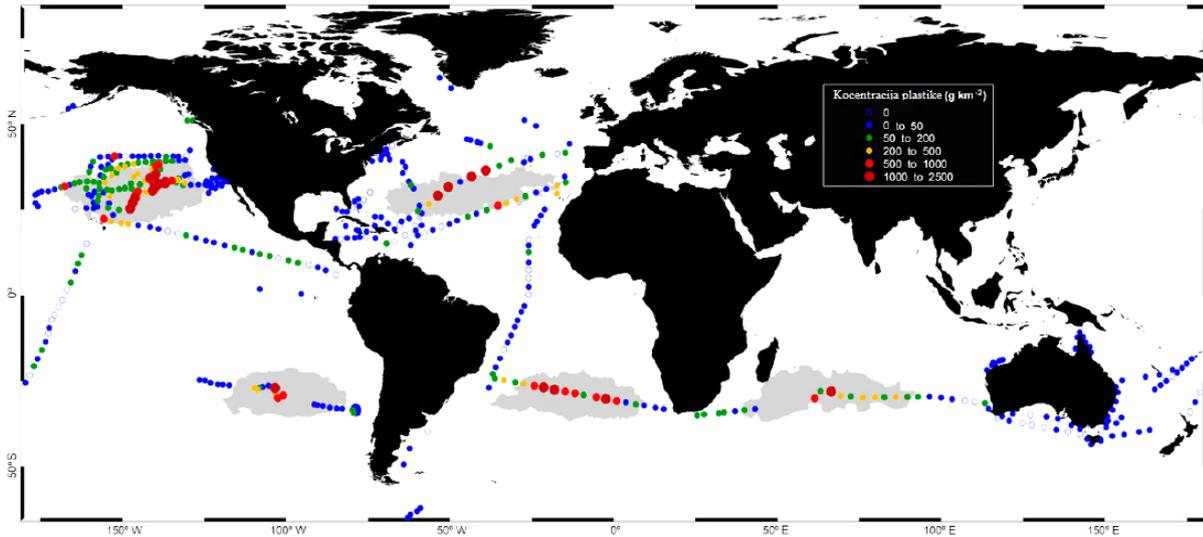 Kocentracija plastike (g km⁻²)
0
0 to 50
50 to 200
200 to 500
500 to 1000
1000 to 2500
50° N
0°
50° S
150° W
100° W
50° W
0°
50° E
100° E
150° E